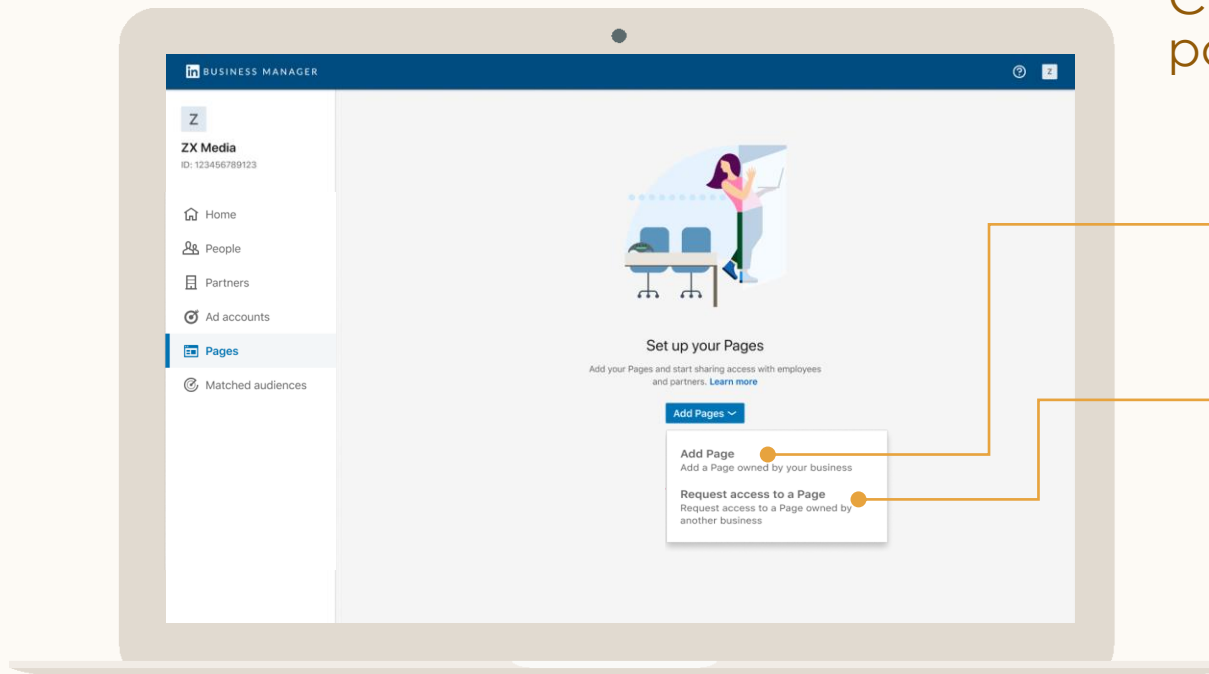 in BUSINESS MANAGER
Z
Z
ZX Media
ID: 123456789123
Home
People
Partners
Ad accounts
Pages
Matched audiences
Set up your Pages
Add your Pages and start sharing access with employees
and partners. Learn more
Add Pages
Add Page
Add a Page owned by your business
Request access to a Page
Request access to a Page owned by
another business